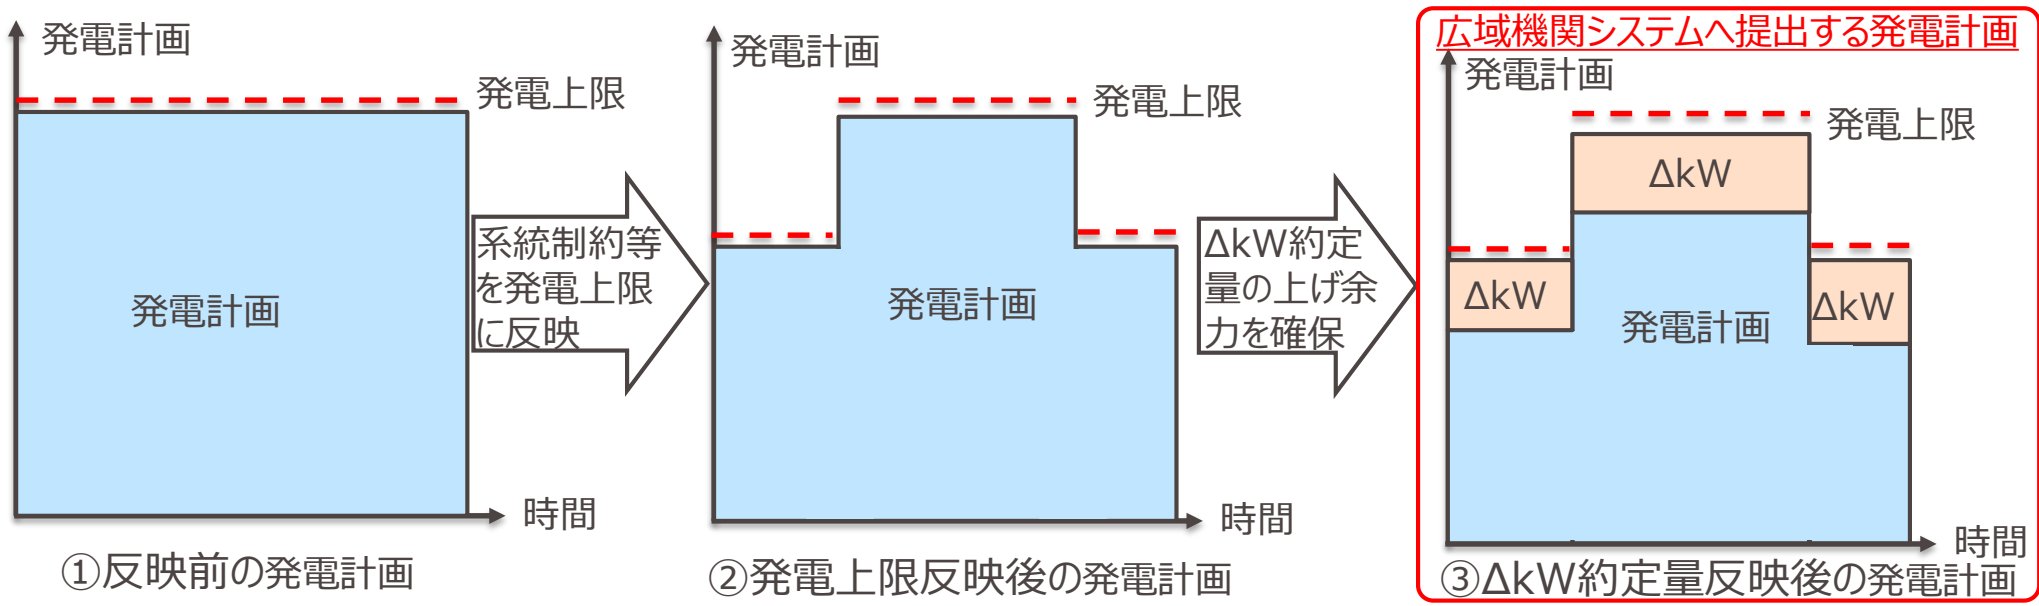 発電計画
発電上限
発電計画
時間
①反映前の発電計画
系統制約等
を発電上限
に反映
発電計画
発電上限
発電計画
時間
②発電上限反映後の発電計画
ΔkW約定
量の上げ余
力を確保
広域機関システムへ提出する発電計画
発電計画
発電上限
ΔkW
ΔkW
ΔkW
発電計画
時間
③ΔkW約定量反映後の発電計画